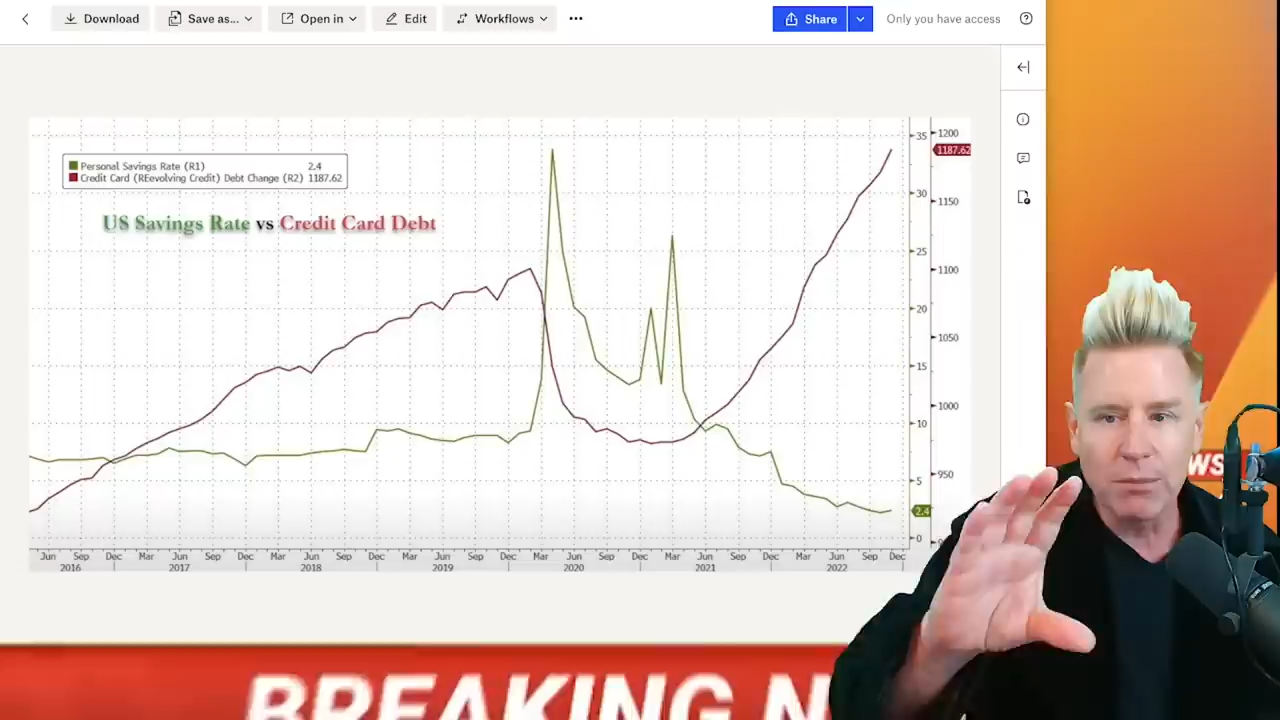 Download Save as... Open in Edit Workflows Share Only you have access
Personal Savings Rate (R1) 2.4
Credit Card (REevolving Credit) Debt Change (R2) 1187.62
US Savings Rate vs Credit Card Debt
35
30
25
20
15
10
5
0
2.4
1200
1187.62
1150
1100
1050
1000
950
Jun Sep Dec Mar Jun Sep Dec Mar Jun Sep Dec Mar Jun Sep Dec Mar Jun Sep Dec Mar Jun Sep Dec Mar Jun Sep Dec
2016 2017 2018 2019 2020 2021 2022
WS
BREAKING N